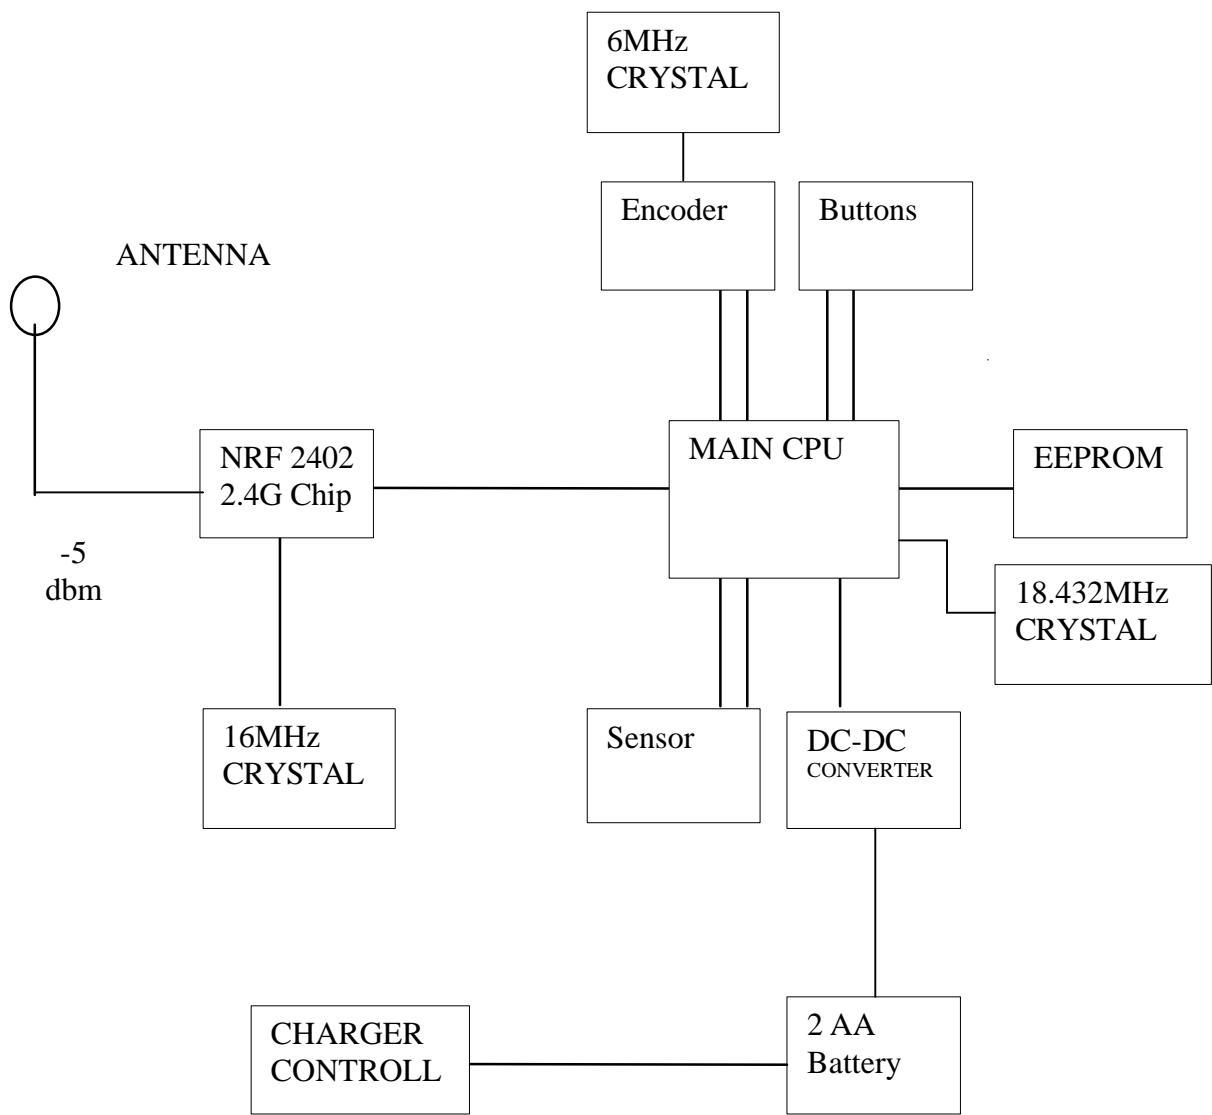 6MHz
CRYSTAL
Encoder
Buttons
ANTENNA
NRF 2402
2.4G Chip
MAIN CPU
EEPROM
-5
dbm
18.432MHz
CRYSTAL
16MHz
CRYSTAL
Sensor
DC-DC
CONVERTER
CHARGER
CONTROLL
2 AA
Battery